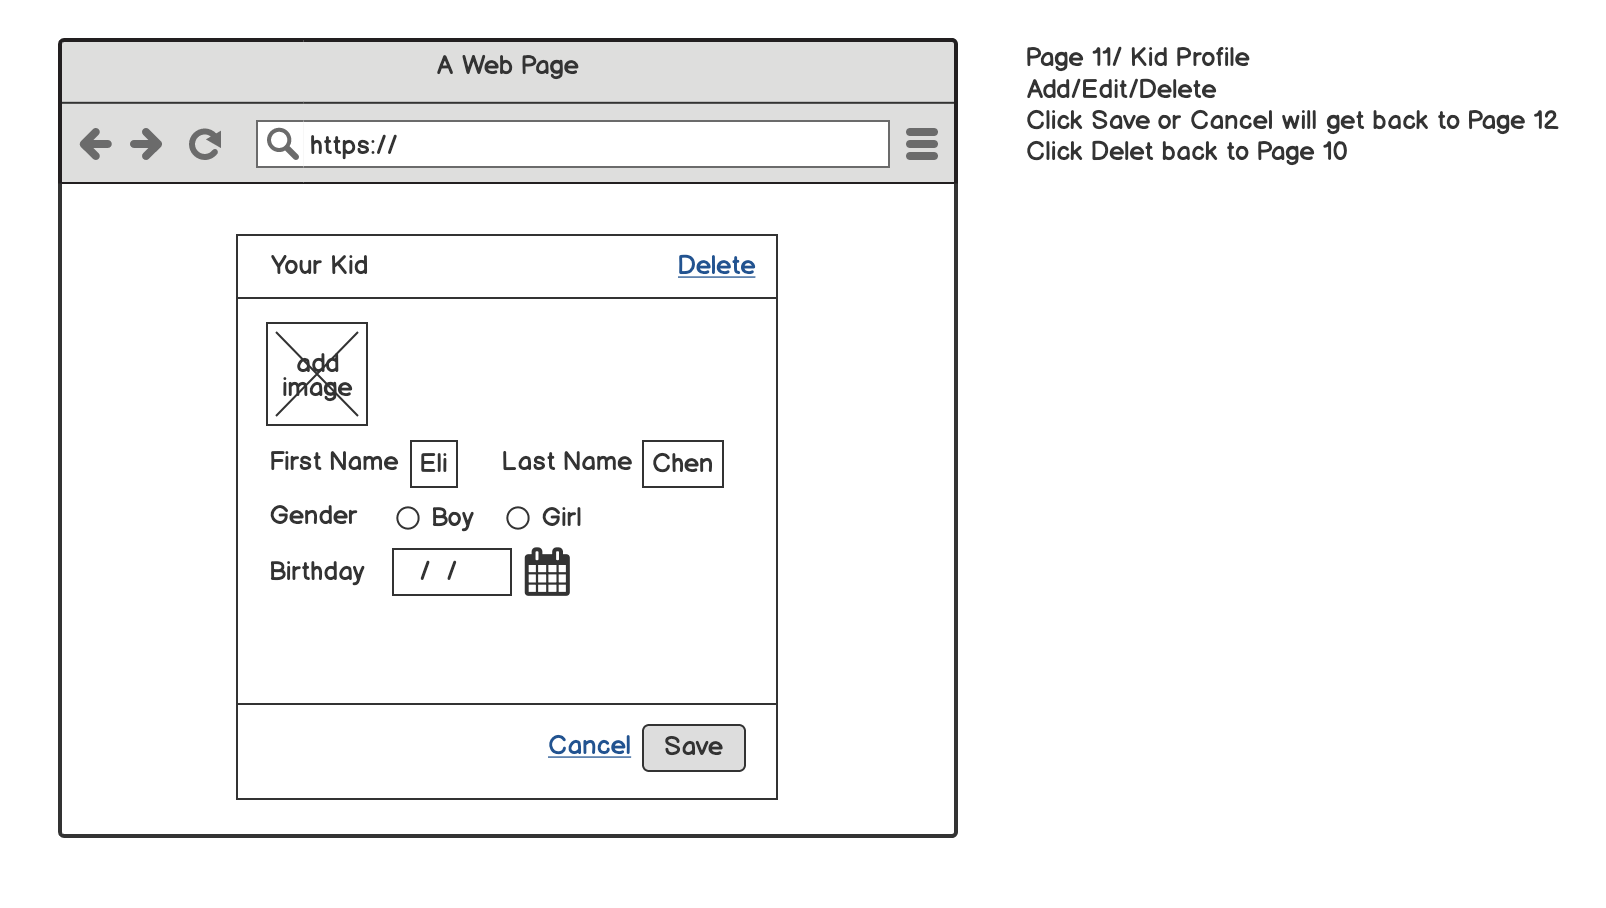 A Web Page
https://
Your Kid Delete
add
image
First Name Eli Last Name Chen
Gender Boy Girl
Birthday / /
Cancel Save
Page 11/ Kid Profile
Add/Edit/Delete
Click Save or Cancel will get back to Page 12
Click Delet back to Page 10